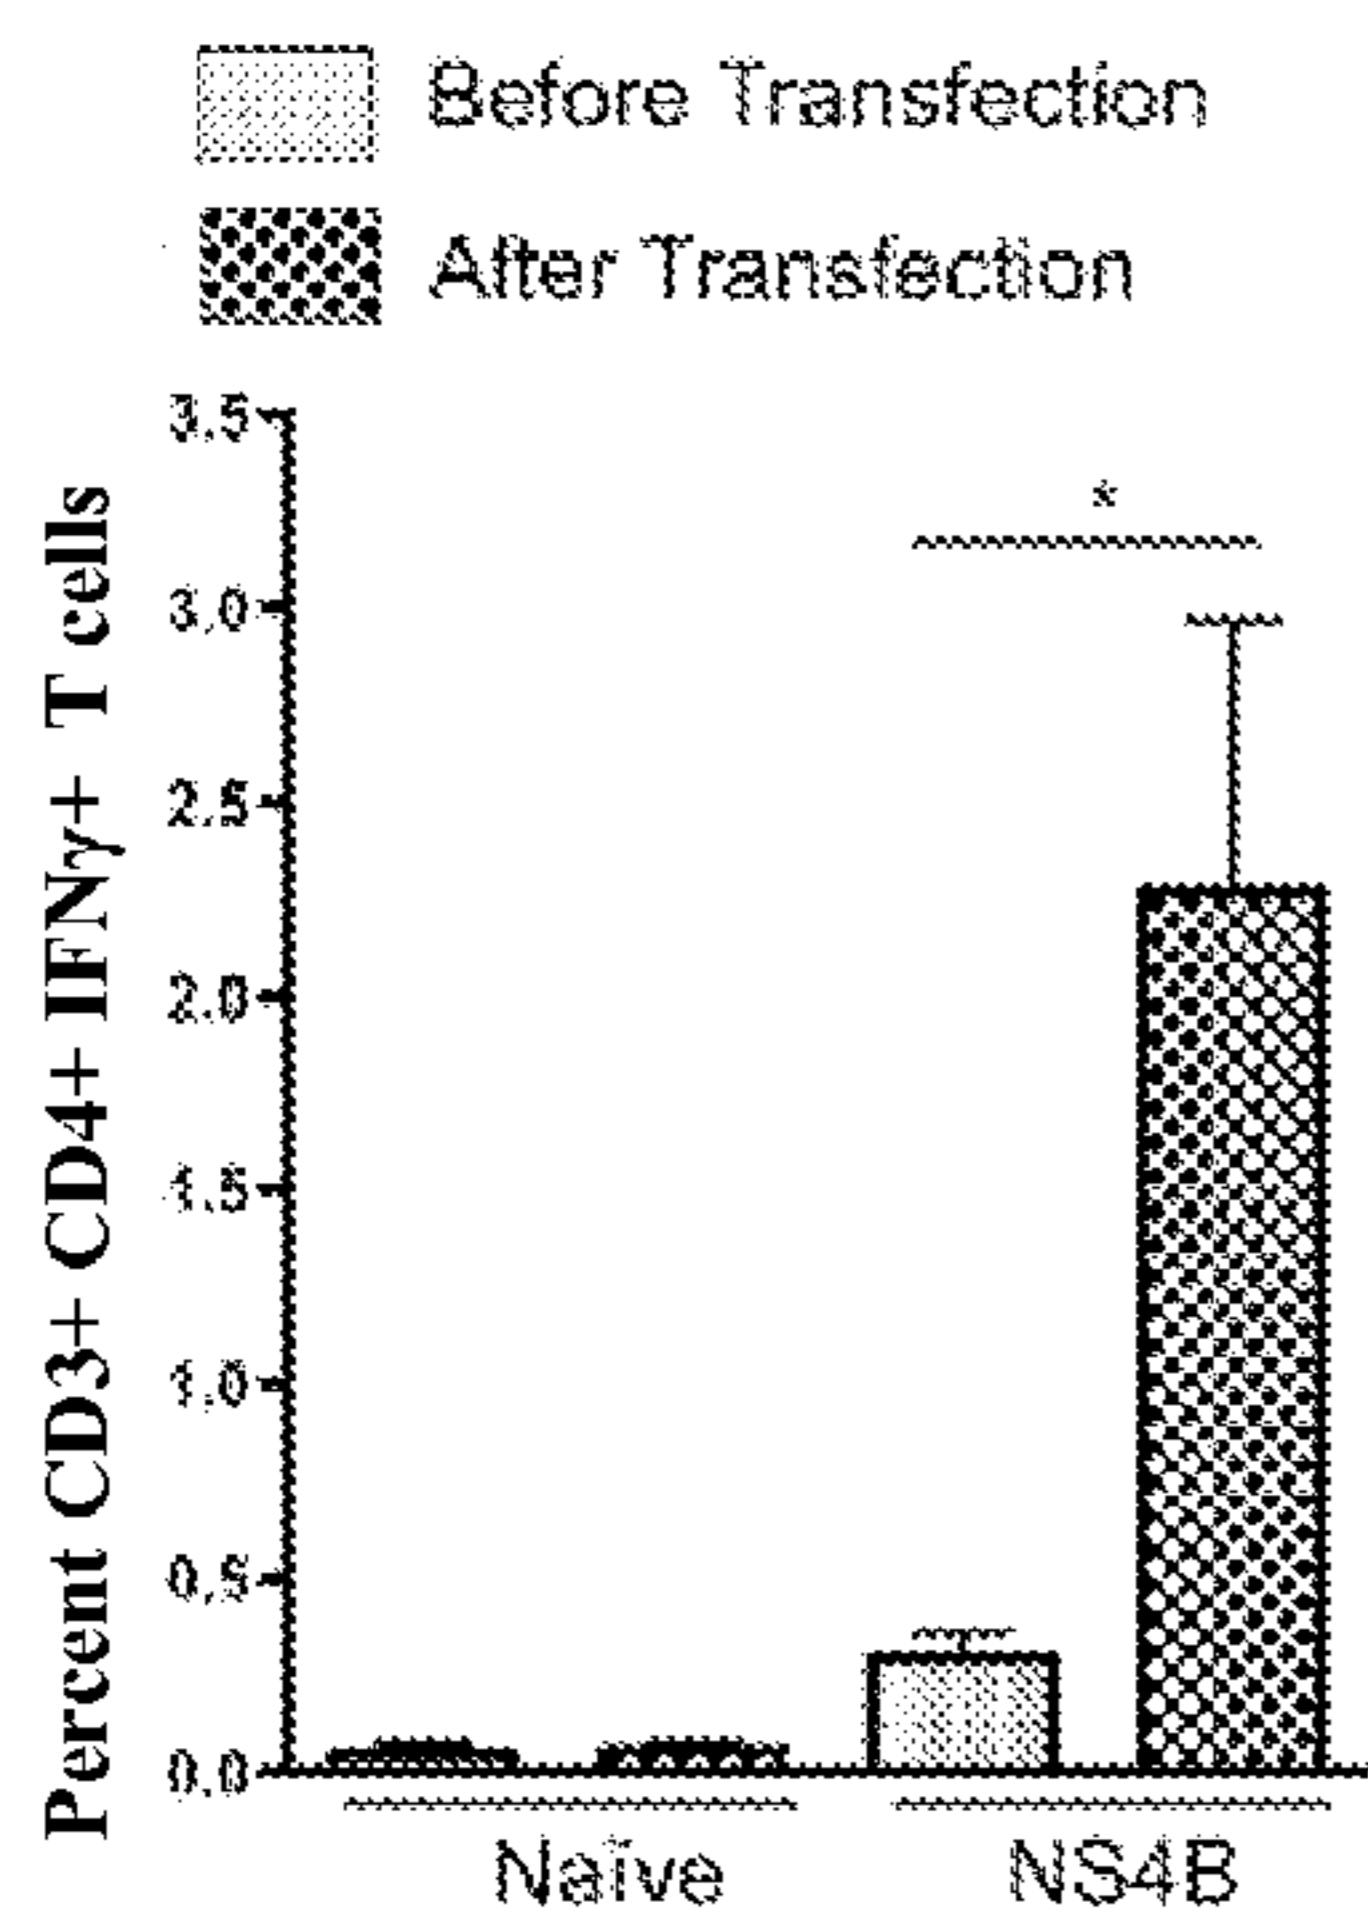 Before Transfection
After Transfection
Percent CD3+ CD4+ IFNγ+ T cells
3.5
3.0
2.5
2.0
1.5
1.0
0.5
0.0
*
Naïve
NS4B